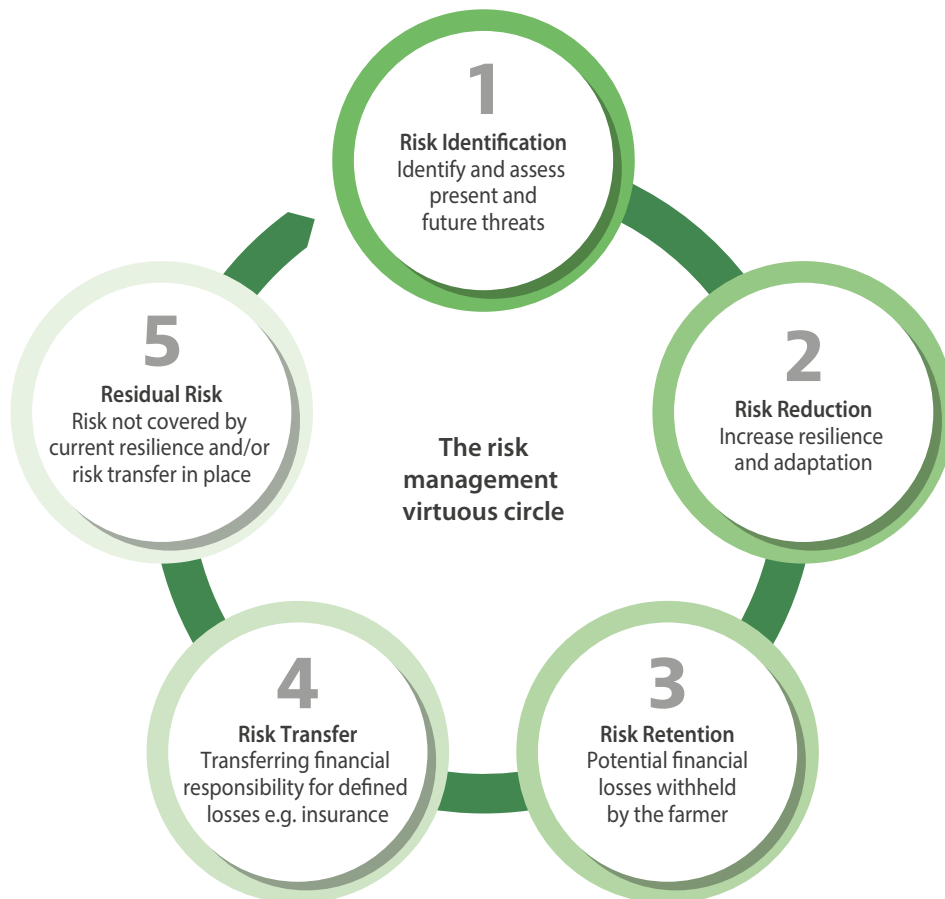 1
Risk Identification
Identify and assess
present and
future threats
2
Risk Reduction
Increase resilience
and adaptation
3
Risk Retention
Potential financial
losses withheld
by the farmer
4
Risk Transfer
Transferring financial
responsibility for defined
losses e.g. insurance
5
Residual Risk
Risk not covered by
current resilience and/or
risk transfer in place
The risk
management
virtuous circle